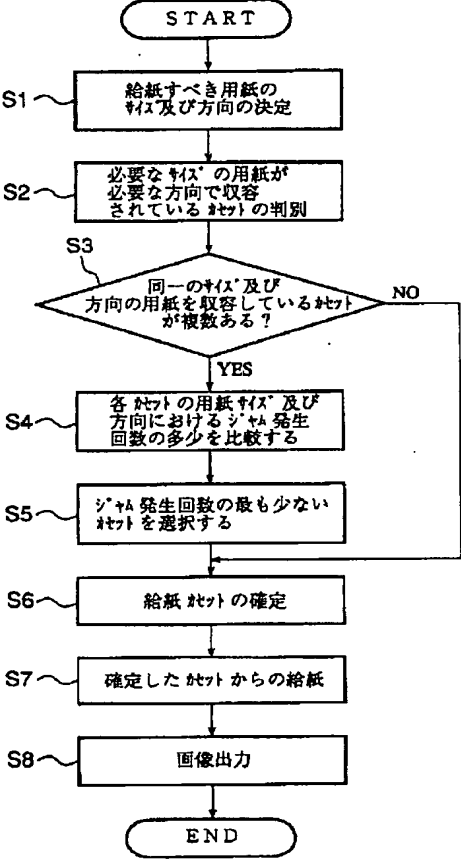 START
S1
給紙すべき用紙の
ｻｲｽﾞ及び方向の決定
S2
必要なｻｲｽﾞの用紙が
必要な方向で収容
されているｶｾｯﾄの判別
S3
同一のｻｲｽﾞ及び
方向の用紙を収容しているｶｾｯﾄ
が複数ある？
NO
YES
S4
各ｶｾｯﾄの用紙ｻｲｽﾞ及び
方向におけるｼﾞｬﾑ発生
回数の多少を比較する
S5
ｼﾞｬﾑ発生回数の最も少ない
ｶｾｯﾄを選択する
S6
給紙ｶｾｯﾄの確定
S7
確定したｶｾｯﾄからの給紙
S8
画像出力
END